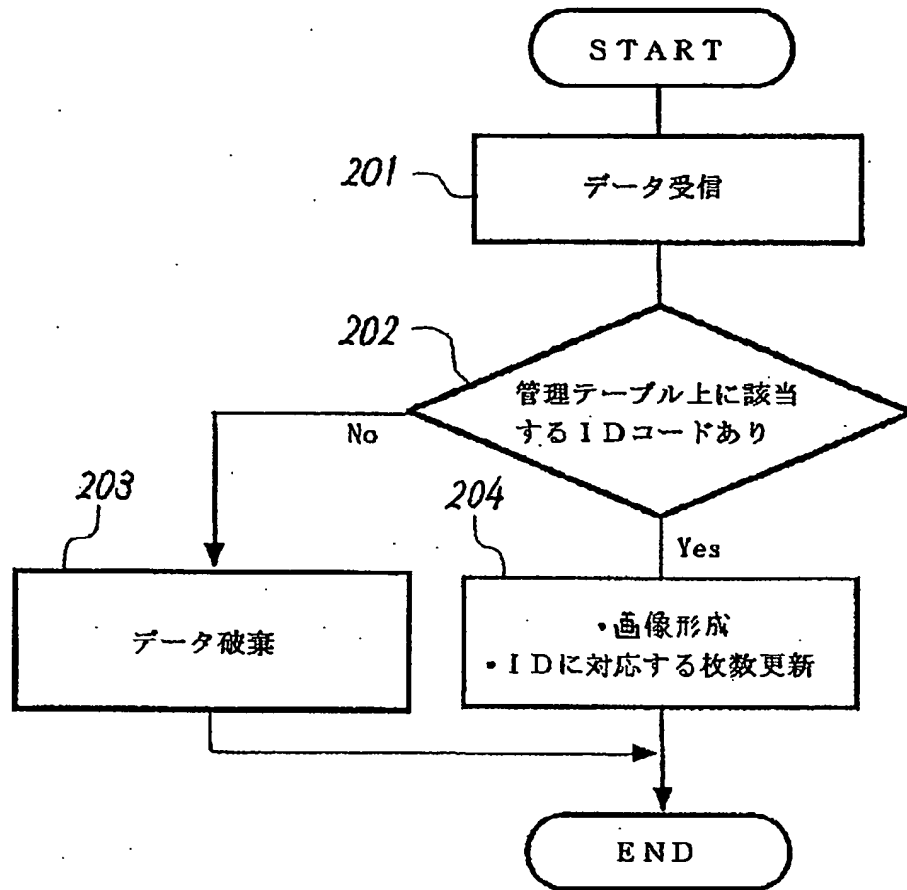 START
201
データ受信
202
管理テーブル上に該当
するIDコードあり
No
Yes
203
データ破棄
204
・画像形成
・IDに対応する枚数更新
END